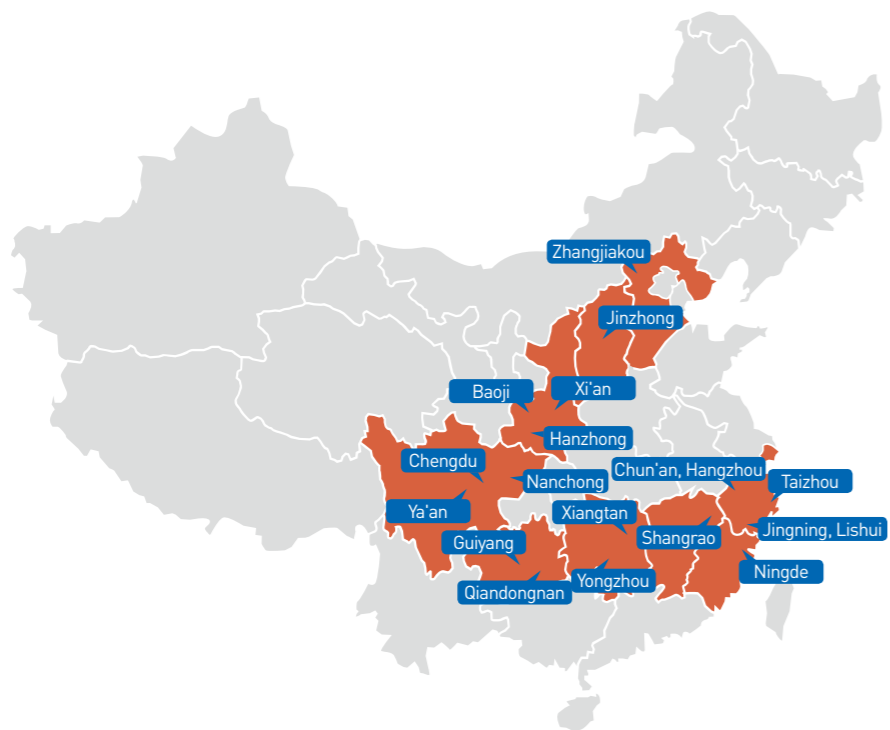 Zhangjiakou
Jinzhong
Baoji
Xi'an
Hanzhong
Chengdu
Nanchong
Chun'an, Hangzhou
Taizhou
Ya'an
Xiangtan
Jingning, Lishui
Shangrao
Guiyang
Ningde
Yongzhou
Qiandongnan